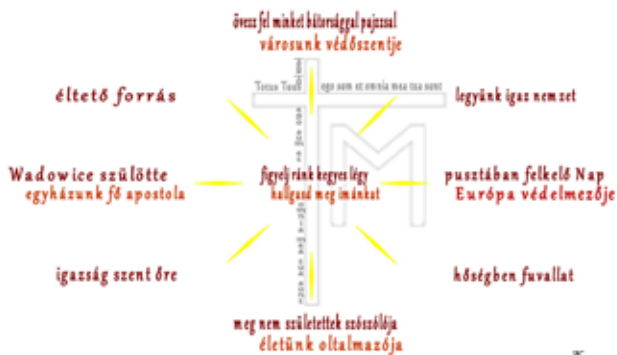 övezz fel minket bátorsággal pajzzsal
városunk védőszentje
Totus Tuus ego sum et omnia mea tua sunt
éltető forrás
legyünk igaz nemzet
Wadowice szülötte
egyházunk fő apostola
figyelj ránk kegyes légy
hallgasd meg imánkat
pusztában felkelő Nap
Európa védelmezője
M
igazság szent őre
hőségben fuvallat
meg nem születettek szószólója
életünk oltalmazója